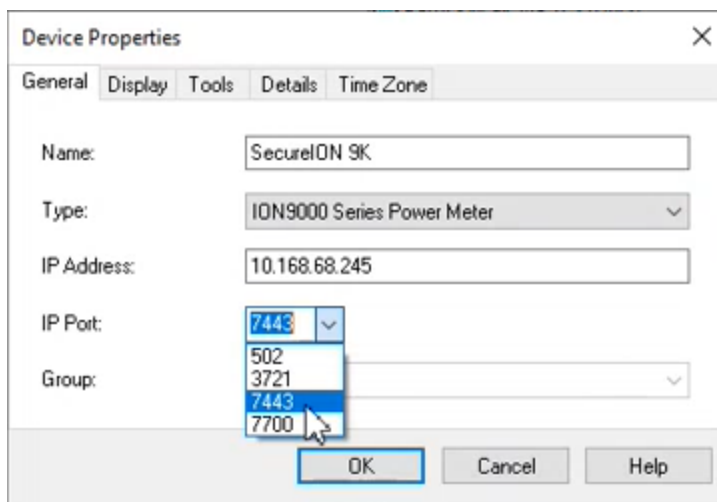 Device Properties
General Display Tools Details Time Zone
Name: SecureION 9K
Type: ION9000 Series Power Meter
IP Address: 10.168.68.245
IP Port: 7443
502
3721
Group:
7443
7700
OK Cancel Help